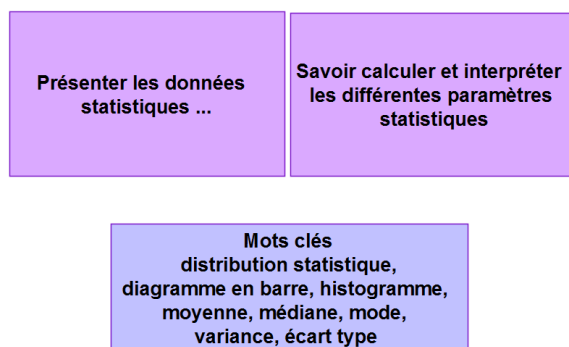 Présenter les données
statistiques ...
Savoir calculer et interpréter
les différentes paramètres
statistiques
Mots clés
distribution statistique,
diagramme en barre, histogramme,
moyenne, médiane, mode,
variance, écart type